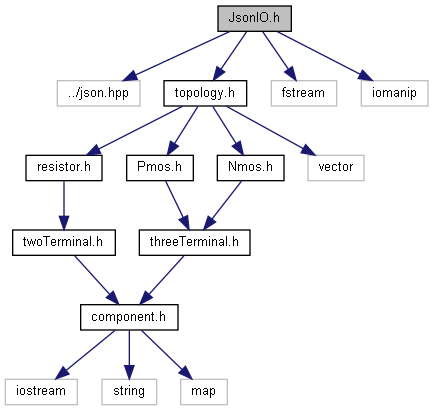 JsonIO.h
../json.hpp
topology.h
fstream
iomanip
resistor.h
Pmos.h
Nmos.h
vector
twoTerminal.h
threeTerminal.h
component.h
iostream
string
map